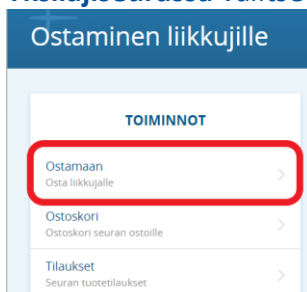 Ostaminen liikkujille
TOIMINNOT
Ostamaan
Osta liikkujalle
Ostoskori
Ostoskori seuran ostoille
Tilaukset
Seuran tuotetilaukset